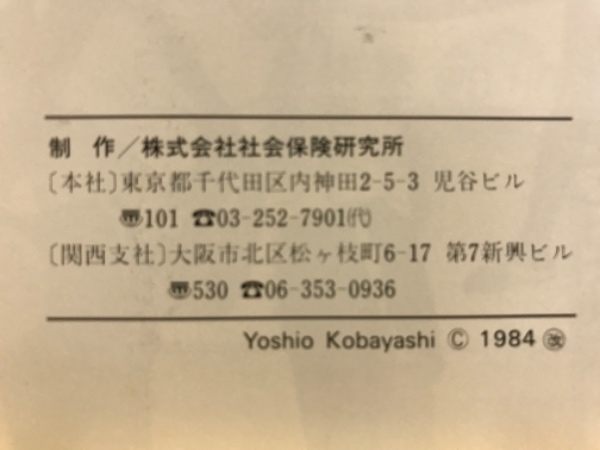 制 作／株式会社社会保険研究所
〔本社〕東京都千代田区内神田2-5-3 児谷ビル
〠101 ☎03-252-7901㈹
〔関西支社〕大阪市北区松ヶ枝町6-17 第7新興ビル
〠530 ☎06-353-0936
Yoshio Kobayashi © 1984 改